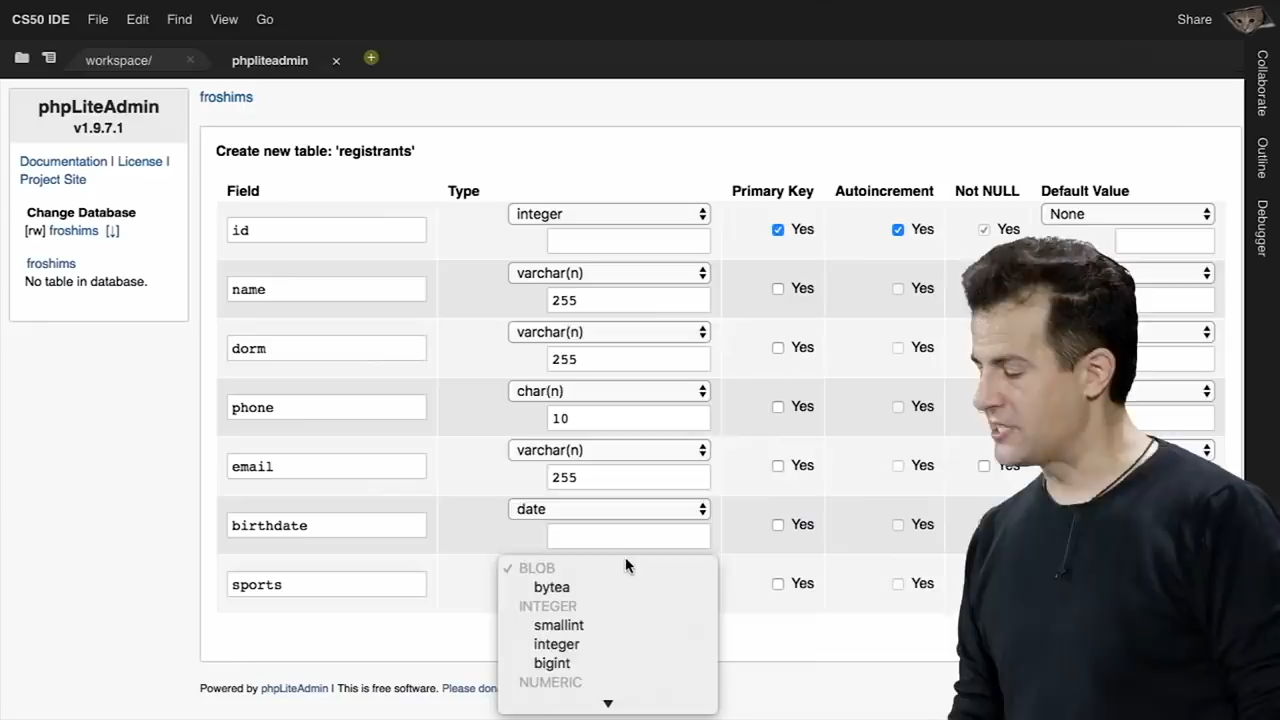 CS50 IDE File Edit Find View Go Share
workspace/ × phpliteadmin ×
phpLiteAdmin
v1.9.7.1
Documentation | License |
Project Site
Change Database
[rw] froshims [↓]
froshims
No table in database.
froshims
Create new table: 'registrants'
Field Type Primary Key Autoincrement Not NULL Default Value
id integer Yes Yes Yes None
name varchar(n) Yes Yes
255
dorm varchar(n) Yes Yes
255
phone char(n) Yes Yes
10
email varchar(n) Yes Yes Yes
255
birthdate date Yes Yes
sports Yes Yes
✓ BLOB
bytea
INTEGER
smallint
integer
bigint
NUMERIC
Powered by phpLiteAdmin | This is free software. Please
Collaborate
Outline
Debugger